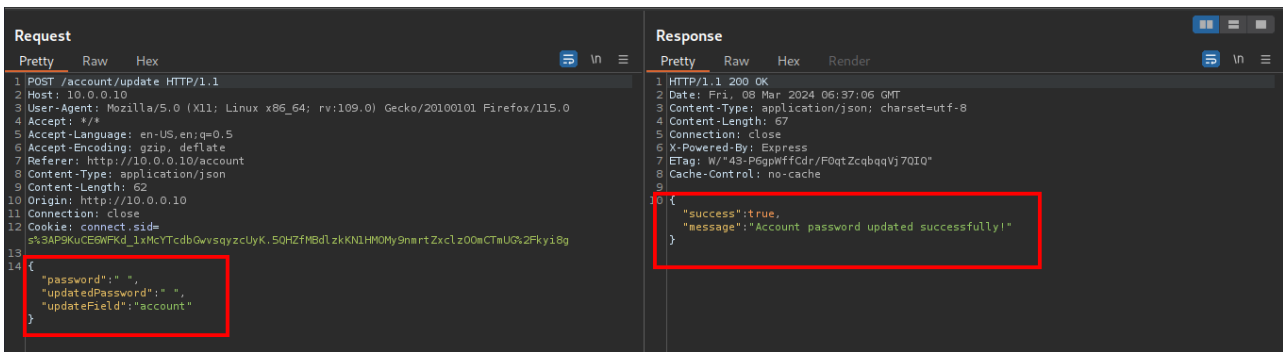 Request
Pretty Raw Hex
\n
1 POST /account/update HTTP/1.1
2 Host: 10.0.0.10
3 User-Agent: Mozilla/5.0 (X11; Linux x86_64; rv:109.0) Gecko/20100101 Firefox/115.0
4 Accept: */*
5 Accept-Language: en-US,en;q=0.5
6 Accept-Encoding: gzip, deflate
7 Referer: http://10.0.0.10/account
8 Content-Type: application/json
9 Content-Length: 62
10 Origin: http://10.0.0.10
11 Connection: close
12 Cookie: connect.sid=
13
14 {
"password":" ",
"updatedPassword":" ",
"updateField":"account"
}
Response
Pretty Raw Hex Render
\n
1 HTTP/1.1 200 OK
2 Date: Fri, 08 Mar 2024 06:37:06 GMT
3 Content-Type: application/json; charset=utf-8
4 Content-Length: 67
5 Connection: close
6 X-Powered-By: Express
7 ETag: W/"43-P6gpWffCdr/FOqtZcqbqqVj7QIQ"
8 Cache-Control: no-cache
9
10 {
"success":true,
"message":"Account password updated successfully!"
}